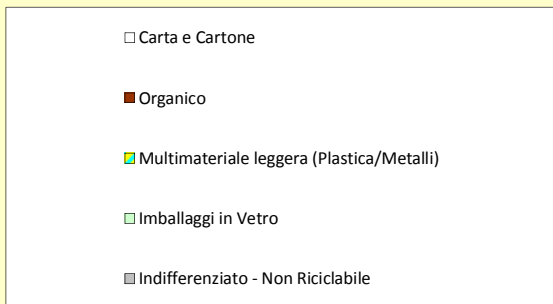 Carta e Cartone
Organico
Multimateriale leggera (Plastica/Metalli)
Imballaggi in Vetro
Indifferenziato - Non Riciclabile